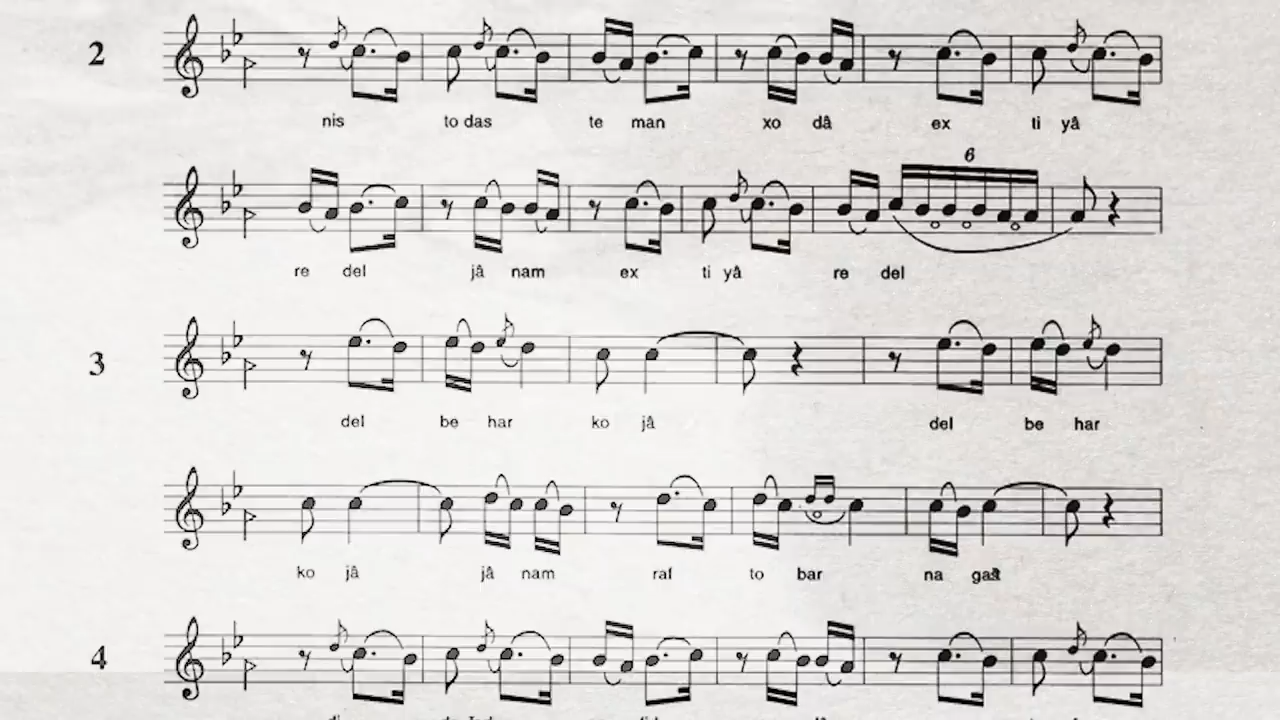 2
nis to das te man xo dâ ex ti yâ
6
re del jâ nam ex ti yâ re del
3
del be har ko jâ del be har
ko jâ jâ nam raf to bar na gašt
4